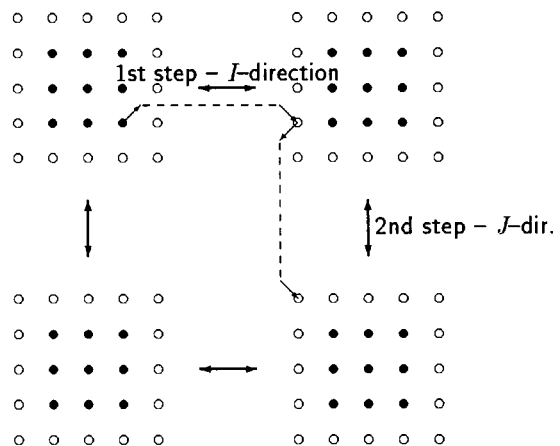 1st step – I–direction
2nd step – J–dir.